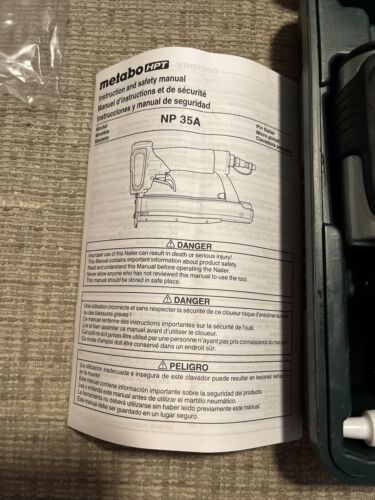 metabo HPT
Instruction and safety manual
Manuel d'instructions et de sécurité
Instrucciones y manual de seguridad
Model
Modèle
Modelo
NP 35A
Pin Nailer
DANGER
Improper use of this Nailer can result in death or serious injury!
This Manual contains important information about product safety.
Read and understand this Manual before operating the Nailer.
Never allow anyone who has not reviewed this manual to use the tool.
This manual should be stored in safe place.
DANGER
Une utilisation incorrecte et sans respecter la sécurité de ce cloueur risque d'entraîner
ou des blessures graves !
Ce manuel renferme des instructions importantes sur la sécurité de l'outil.
Lire et bien assimiler ce manuel avant d'utiliser le cloueur.
Cet outil ne doit jamais être utilisé par une personne n'ayant pas pris connaissance du
Ce mode d'emploi doit être conservé dans un endroit sûr.
PELIGRO
¡La utilización inadecuada e insegura de este clavador puede resultar en lesiones
la muerte!
Este manual contiene información importante sobre la seguridad del producto.
Lea y entienda este manual antes de utilizar el martillo neumático.
La herramienta no deberá utilizarse sin haber leído previamente este manual.
Este manual debe ser guardado en un lugar seguro.